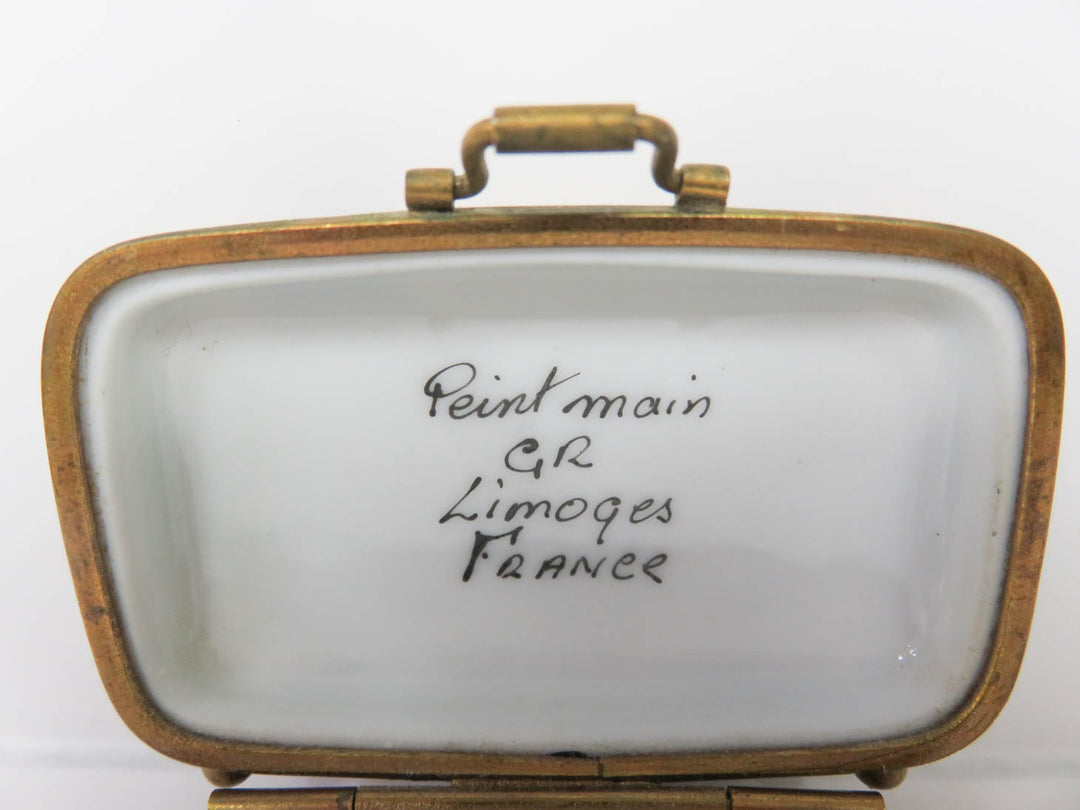 Peint main
GR
Limoges
FRANCE